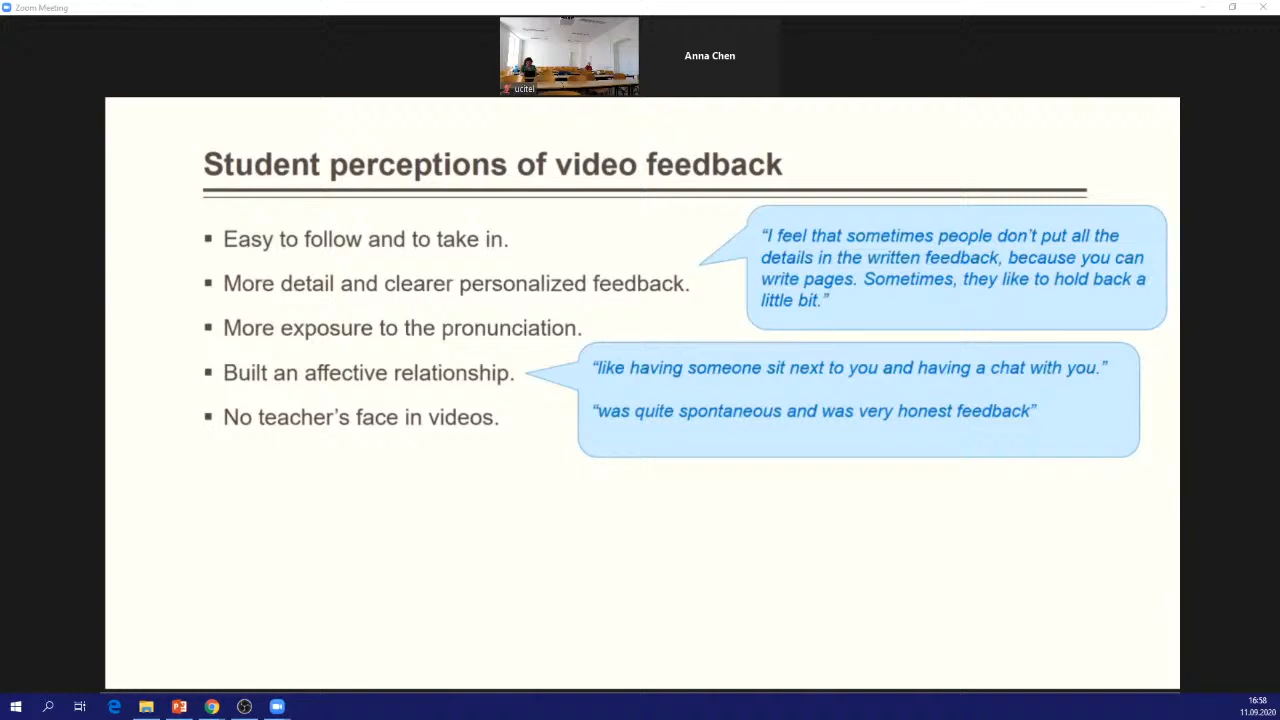 Zoom Meeting
ucitel
Anna Chen
Student perceptions of video feedback
▪ Easy to follow and to take in.
▪ More detail and clearer personalized feedback.
▪ More exposure to the pronunciation.
▪ Built an affective relationship.
▪ No teacher’s face in videos.
“I feel that sometimes people don’t put all the
details in the written feedback, because you can
write pages. Sometimes, they like to hold back a
little bit.”
“like having someone sit next to you and having a chat with you.”
“was quite spontaneous and was very honest feedback”
16:58
11.09.2020